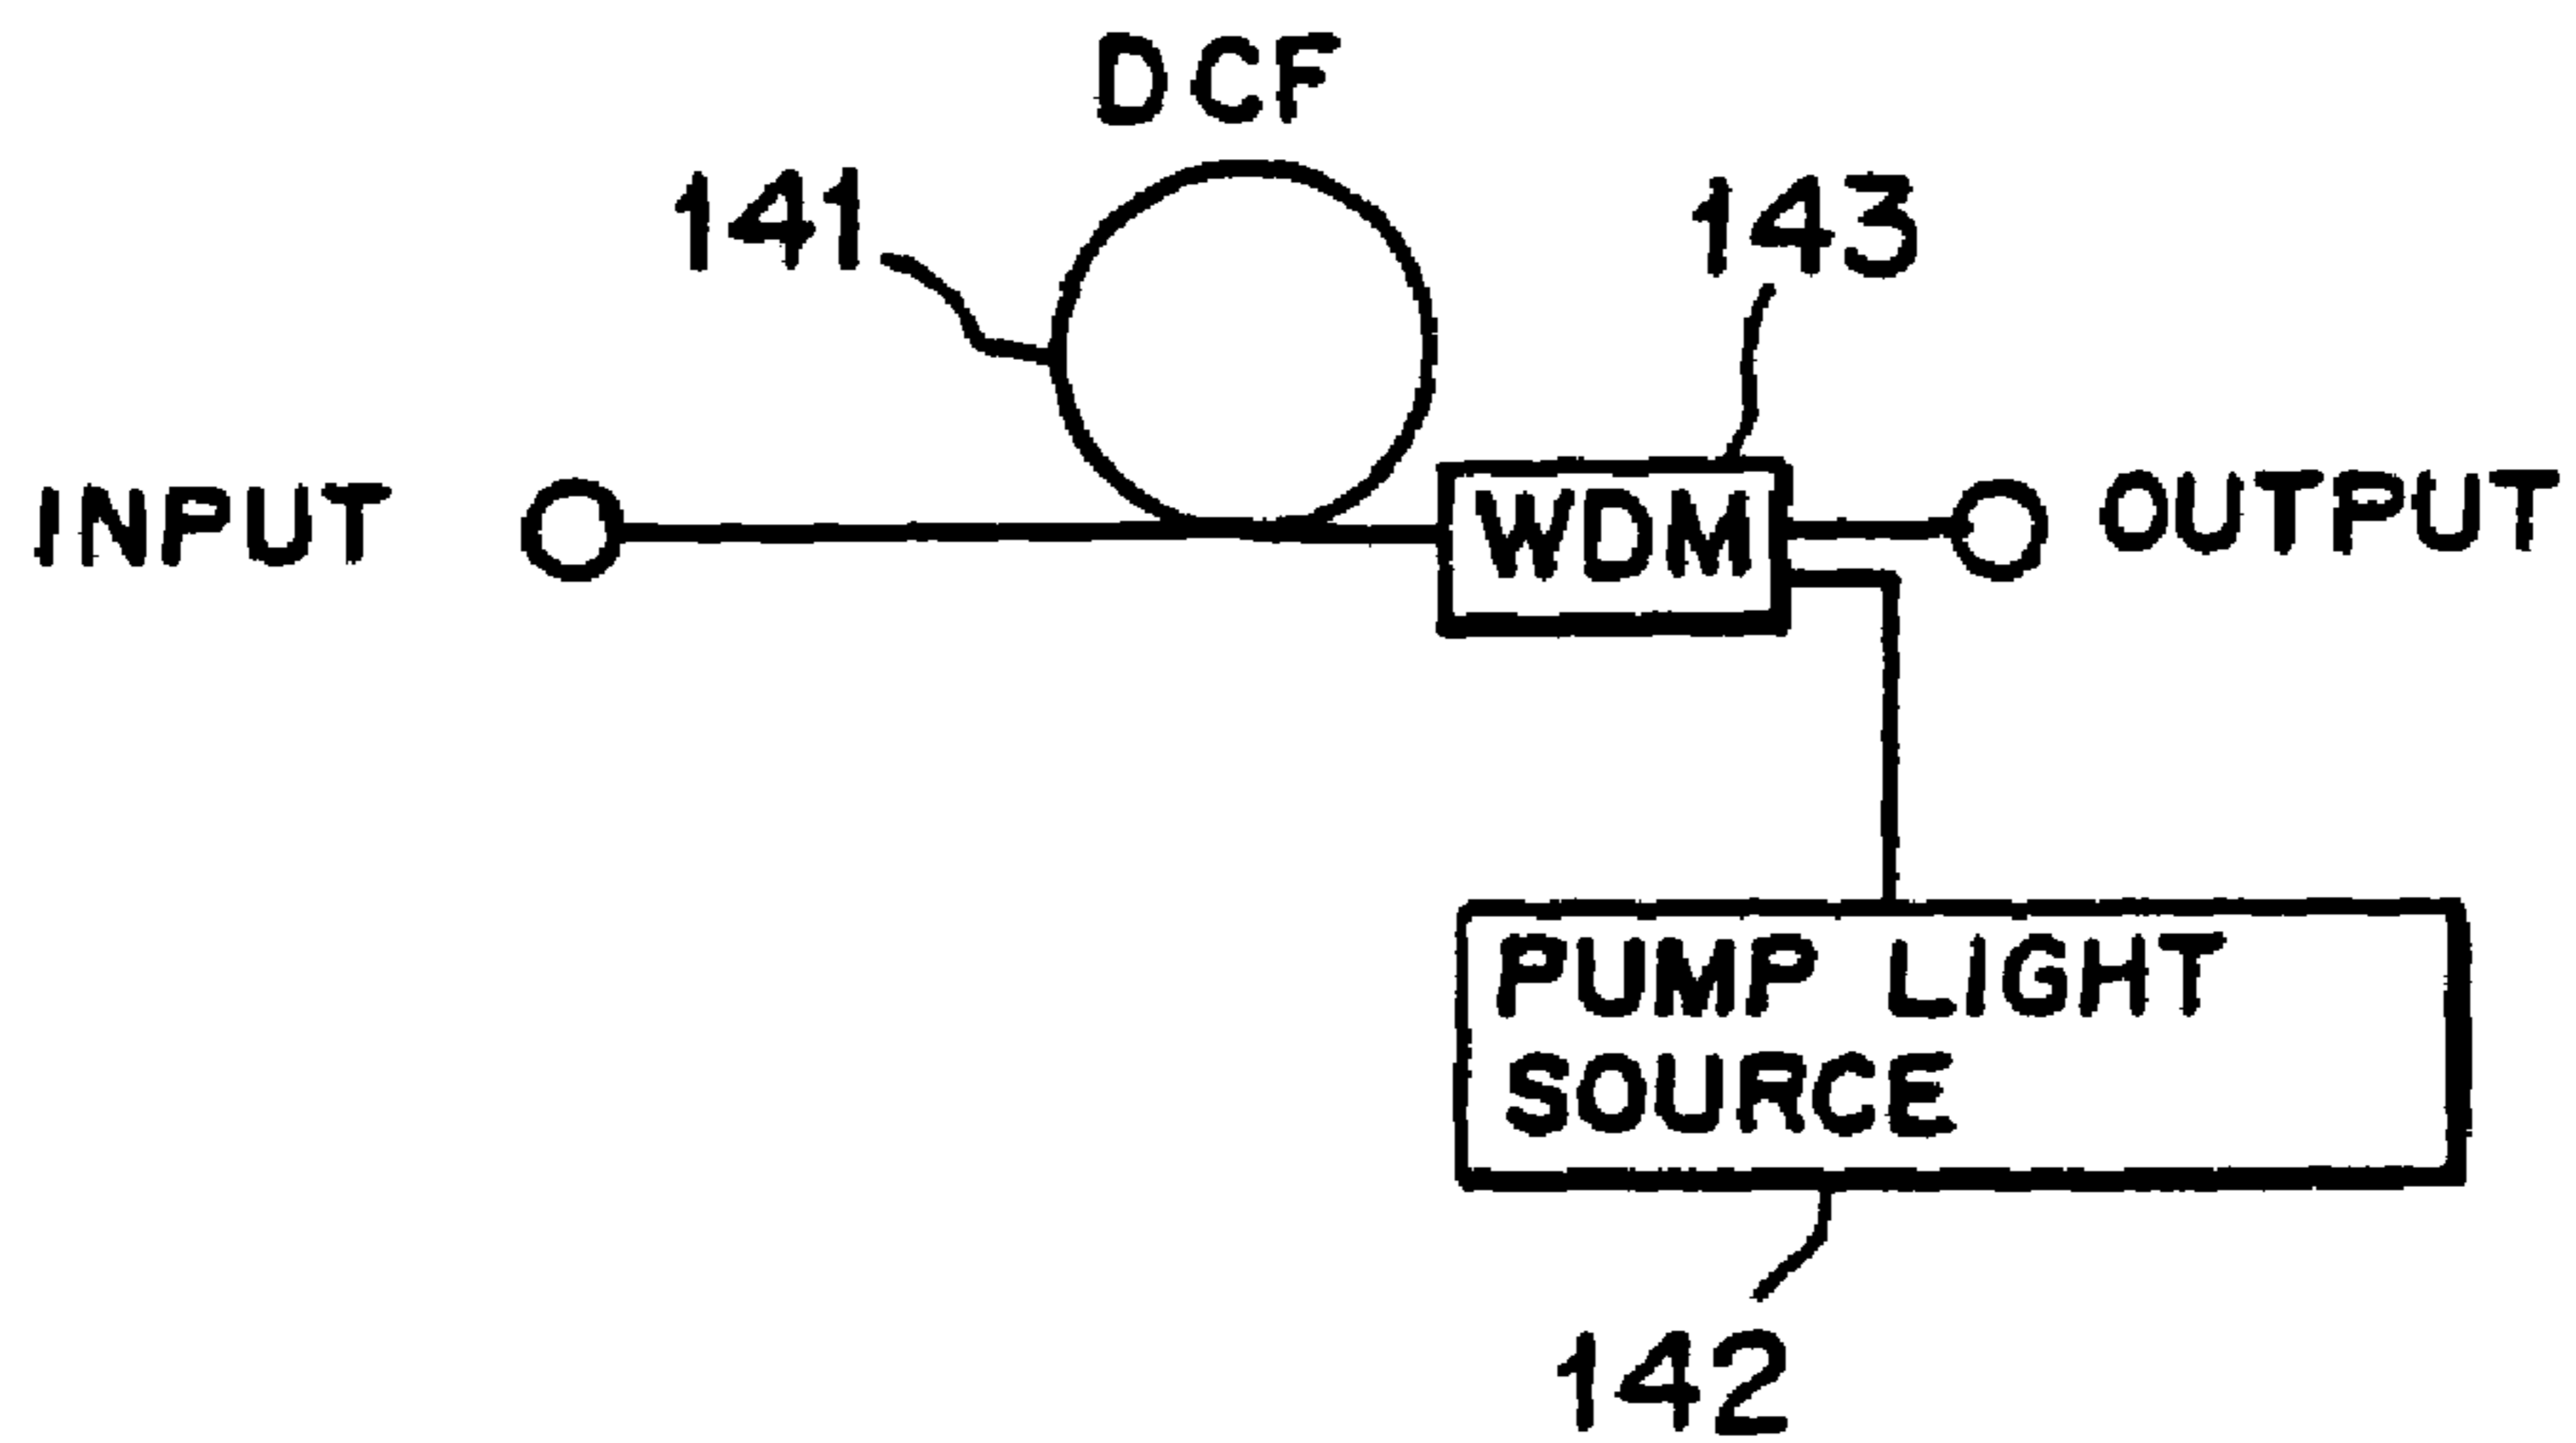 DCF
141
143
INPUT
WDM
OUTPUT
PUMP LIGHT
SOURCE
142